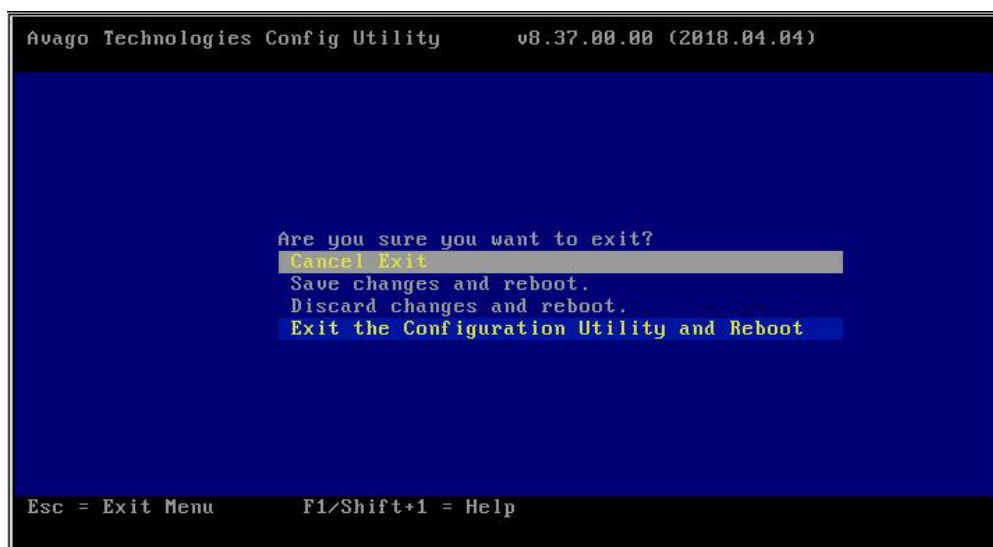 Avago Technologies Config Utility v8.37.00.00 (2018.04.04)
Are you sure you want to exit?
Cancel Exit
Save changes and reboot.
Discard changes and reboot.
Exit the Configuration Utility and Reboot
Esc = Exit Menu F1/Shift+1 = Help